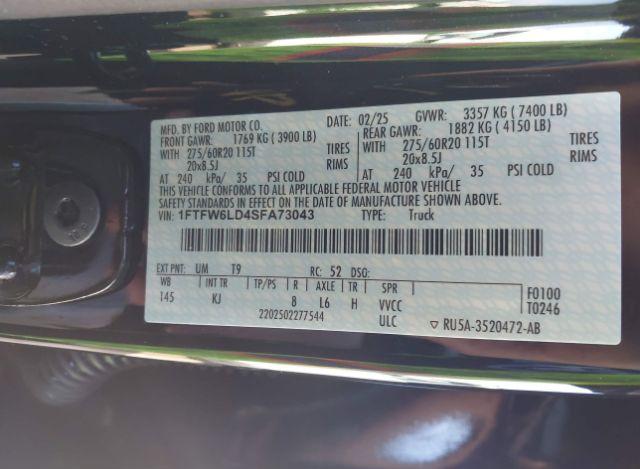 MFD. BY FORD MOTOR CO. DATE: 02/25 GVWR: 3357 KG ( 7400 LB)
FRONT GAWR: 1769 KG ( 3900 LB) REAR GAWR: 1882 KG ( 4150 LB)
WITH 275/60R20 115T TIRES WITH 275/60R20 115T TIRES
20x8.5J RIMS 20x8.5J RIMS
AT 240 kPa/ 35 PSI COLD AT 240 kPa/ 35 PSI COLD
THIS VEHICLE CONFORMS TO ALL APPLICABLE FEDERAL MOTOR VEHICLE
SAFETY STANDARDS IN EFFECT ON THE DATE OF MANUFACTURE SHOWN ABOVE.
VIN: 1FTFW6LD4SFA73043 TYPE: Truck
EXT PNT: UM T9 RC: 52 DSO:
WB INT TR TP/PS R AXLE TR SPR F0100
145 KJ 8 L6 H VVCC T0246
2202502277544 ULC ▽ RU5A-3520472-AB